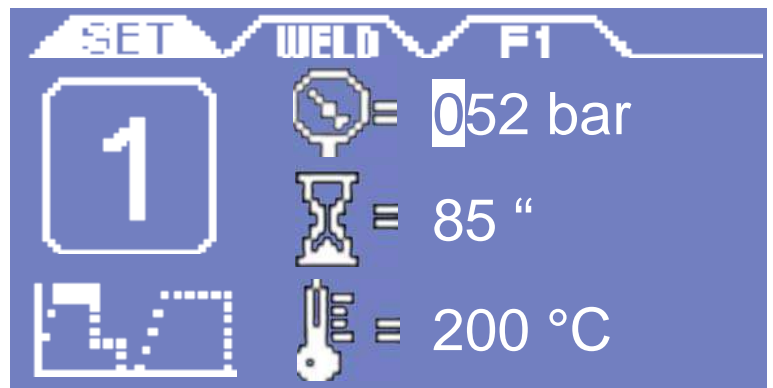 SET WELD F1
1
= 052 bar
= 85 “
= 200 °C